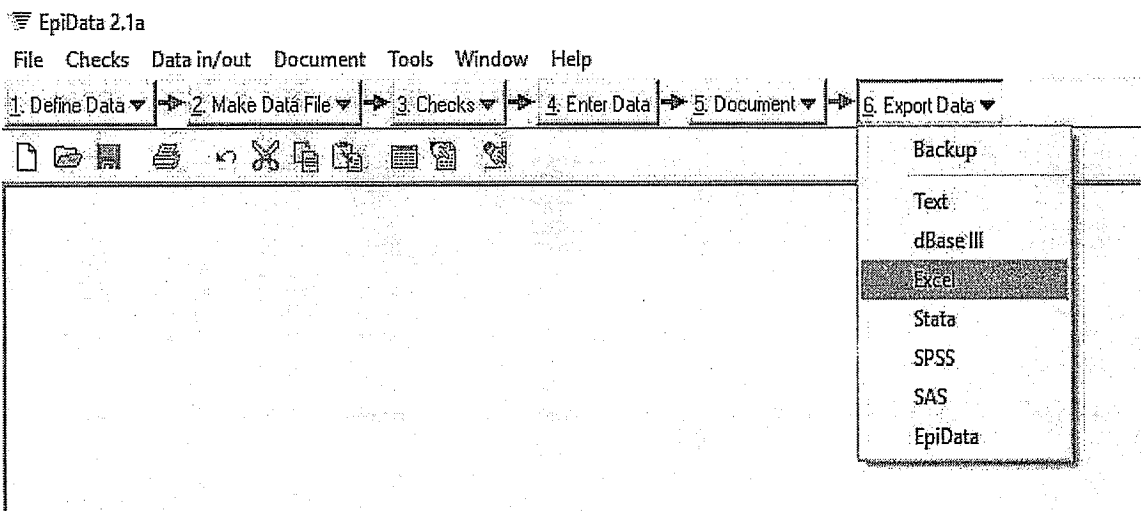 EpiData 2.1a
File Checks Data in/out Document Tools Window Help
1. Define Data 2. Make Data File 3. Checks 4. Enter Data 5. Document 6. Export Data
Backup
Text
dBase III
Excel
Stata
SPSS
SAS
EpiData